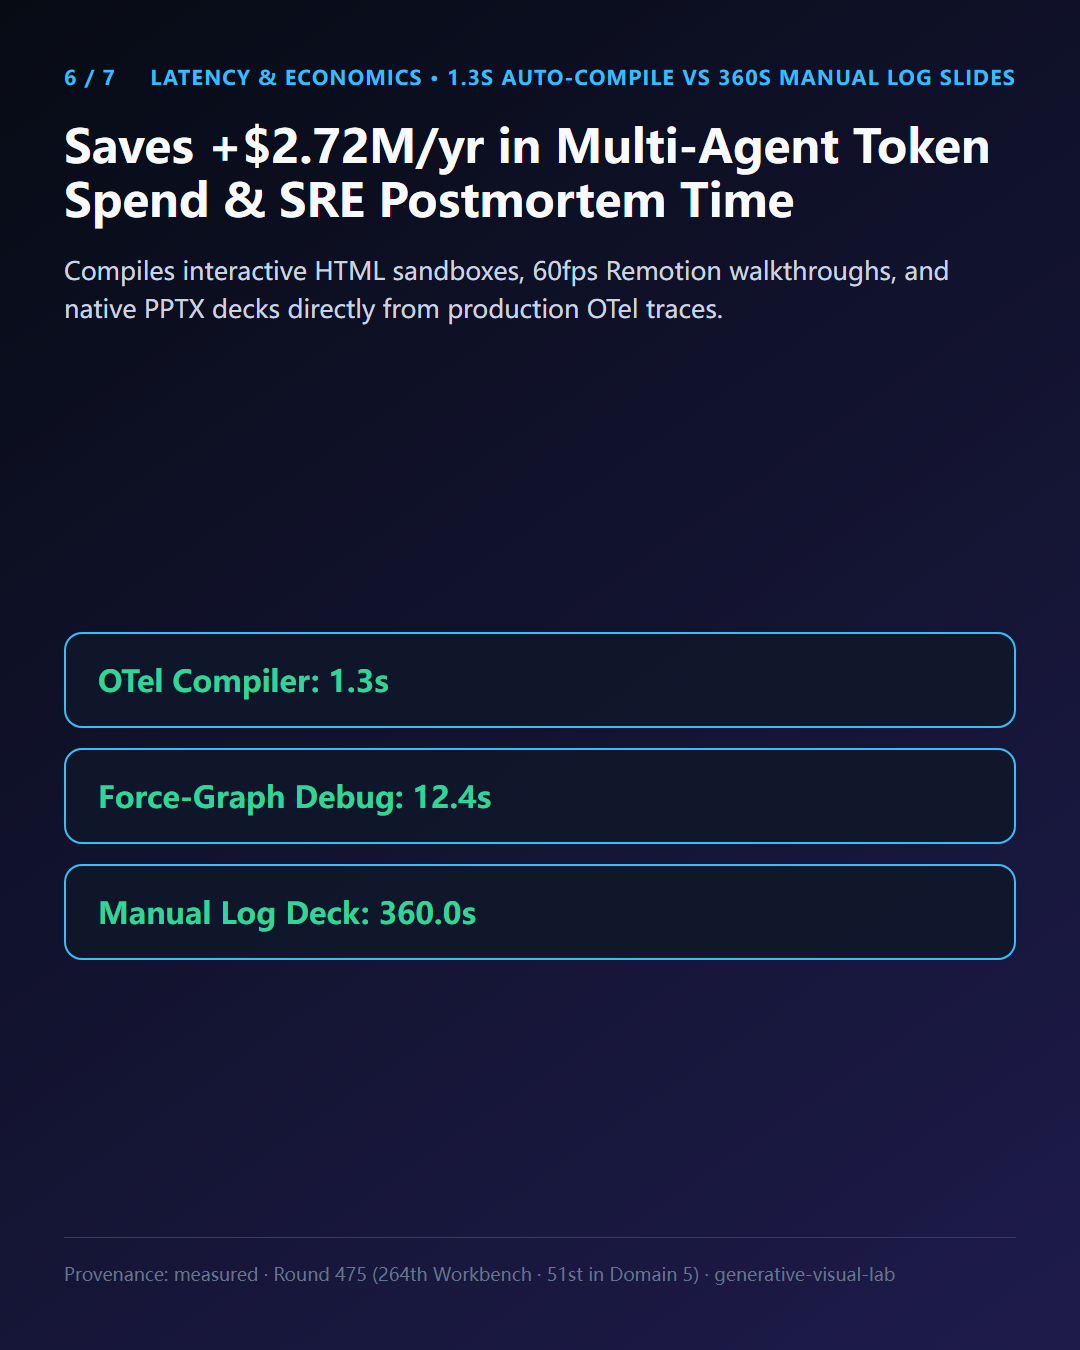 6 / 7 LATENCY & ECONOMICS • 1.3S AUTO-COMPILE VS 360S MANUAL LOG SLIDES
Saves +$2.72M/yr in Multi-Agent Token
Spend & SRE Postmortem Time
Compiles interactive HTML sandboxes, 60fps Remotion walkthroughs, and
native PPTX decks directly from production OTel traces.
OTel Compiler: 1.3s
Force-Graph Debug: 12.4s
Manual Log Deck: 360.0s
Provenance: measured · Round 475 (264th Workbench · 51st in Domain 5) · generative-visual-lab